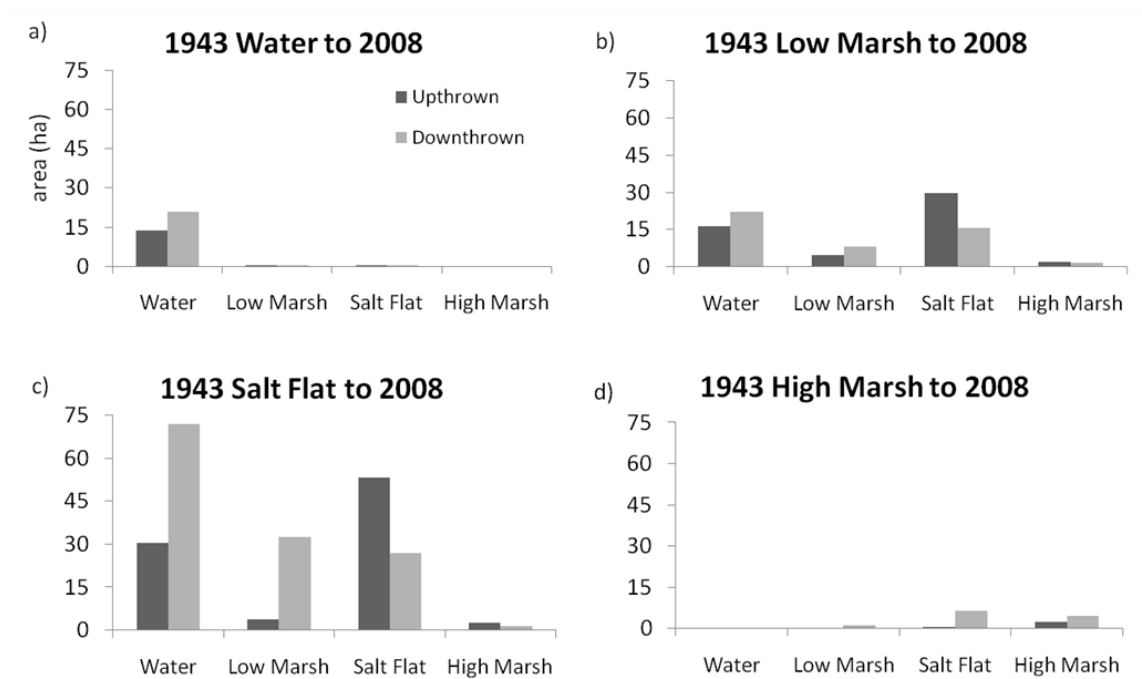 a)
1943 Water to 2008
75
60
45
30
15
0
area (ha)
Upthrown
Downthrown
Water Low Marsh Salt Flat High Marsh
b)
1943 Low Marsh to 2008
75
60
45
30
15
0
Water Low Marsh Salt Flat High Marsh
c)
1943 Salt Flat to 2008
75
60
45
30
15
0
Water Low Marsh Salt Flat High Marsh
d)
1943 High Marsh to 2008
75
60
45
30
15
0
Water Low Marsh Salt Flat High Marsh